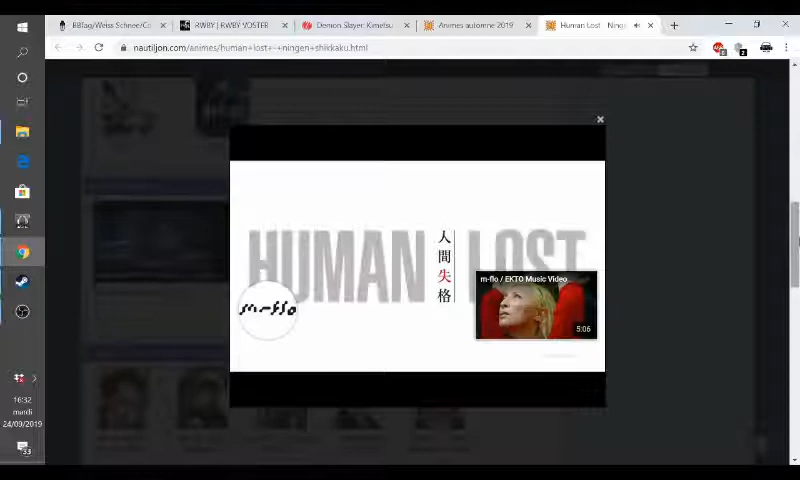 BBTag/Weiss Schnee/Co
RWBY | RWBY VOSTFR
Demon Slayer: Kimetsu
Animes automne 2019
Human Lost - Ning
nautiljon.com/animes/human+lost+-+ningen+shikkaku.html
HUMAN
人間失格
LOST
m-flo
m-flo / EKTO Music Video
5:06
16:32
mardi
24/09/2019
33